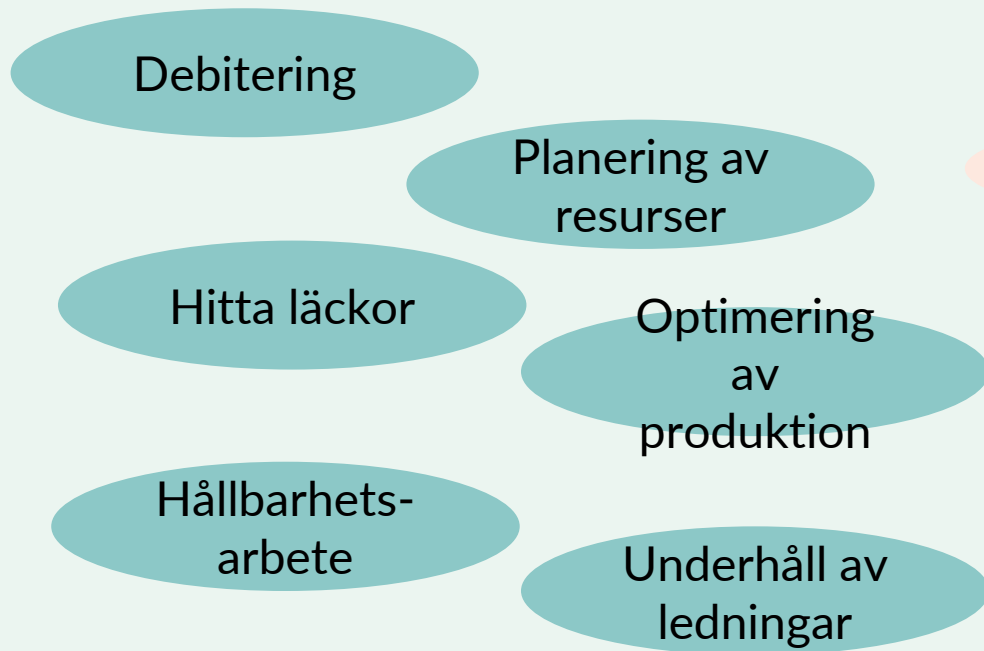 Debitering
Planering av
resurser
Hitta läckor
Optimering
av
produktion
Hållbarhets-
arbete
Underhåll av
ledningar